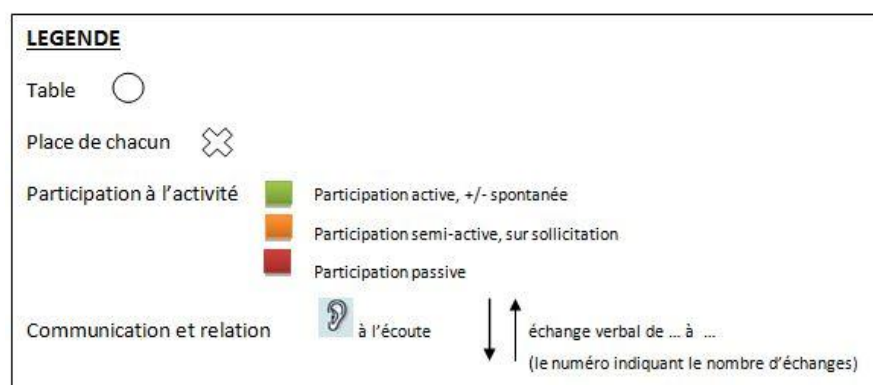 LEGENDE
Table
Place de chacun
Participation à l’activité
Participation active, +/- spontanée
Participation semi-active, sur sollicitation
Participation passive
Communication et relation
à l’écoute
échange verbal de ... à ...
(le numéro indiquant le nombre d’échanges)